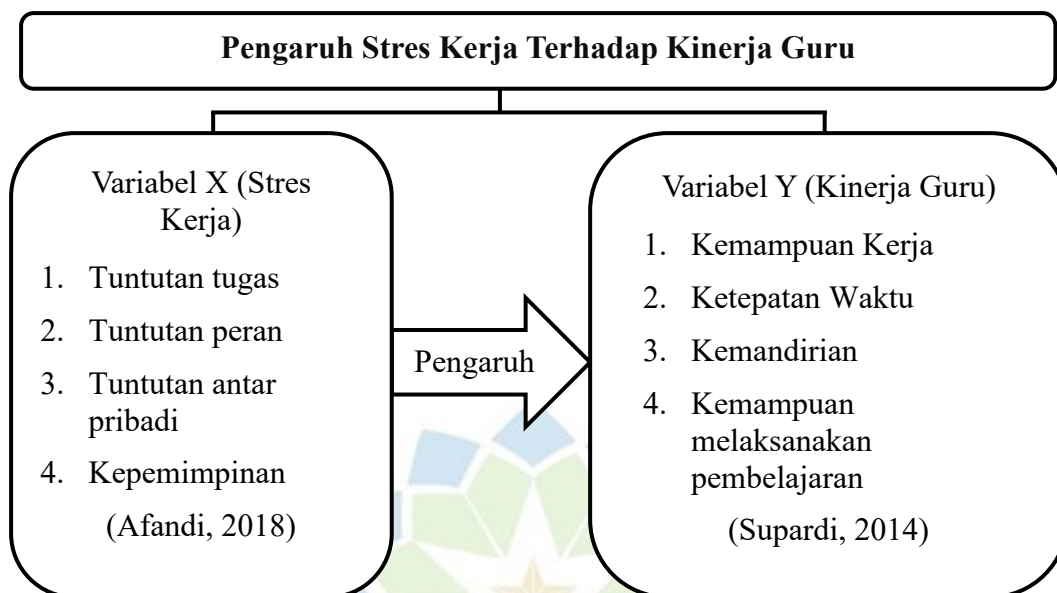 Pengaruh Stres Kerja Terhadap Kinerja Guru
Variabel X (Stres
Kerja)
1. Tuntutan tugas
2. Tuntutan peran
3. Tuntutan antar
pribadi
4. Kepemimpinan
(Afandi, 2018)
Pengaruh
Variabel Y (Kinerja Guru)
1. Kemampuan Kerja
2. Ketepatan Waktu
3. Kemandirian
4. Kemampuan
melaksanakan
pembelajaran
(Supardi, 2014)